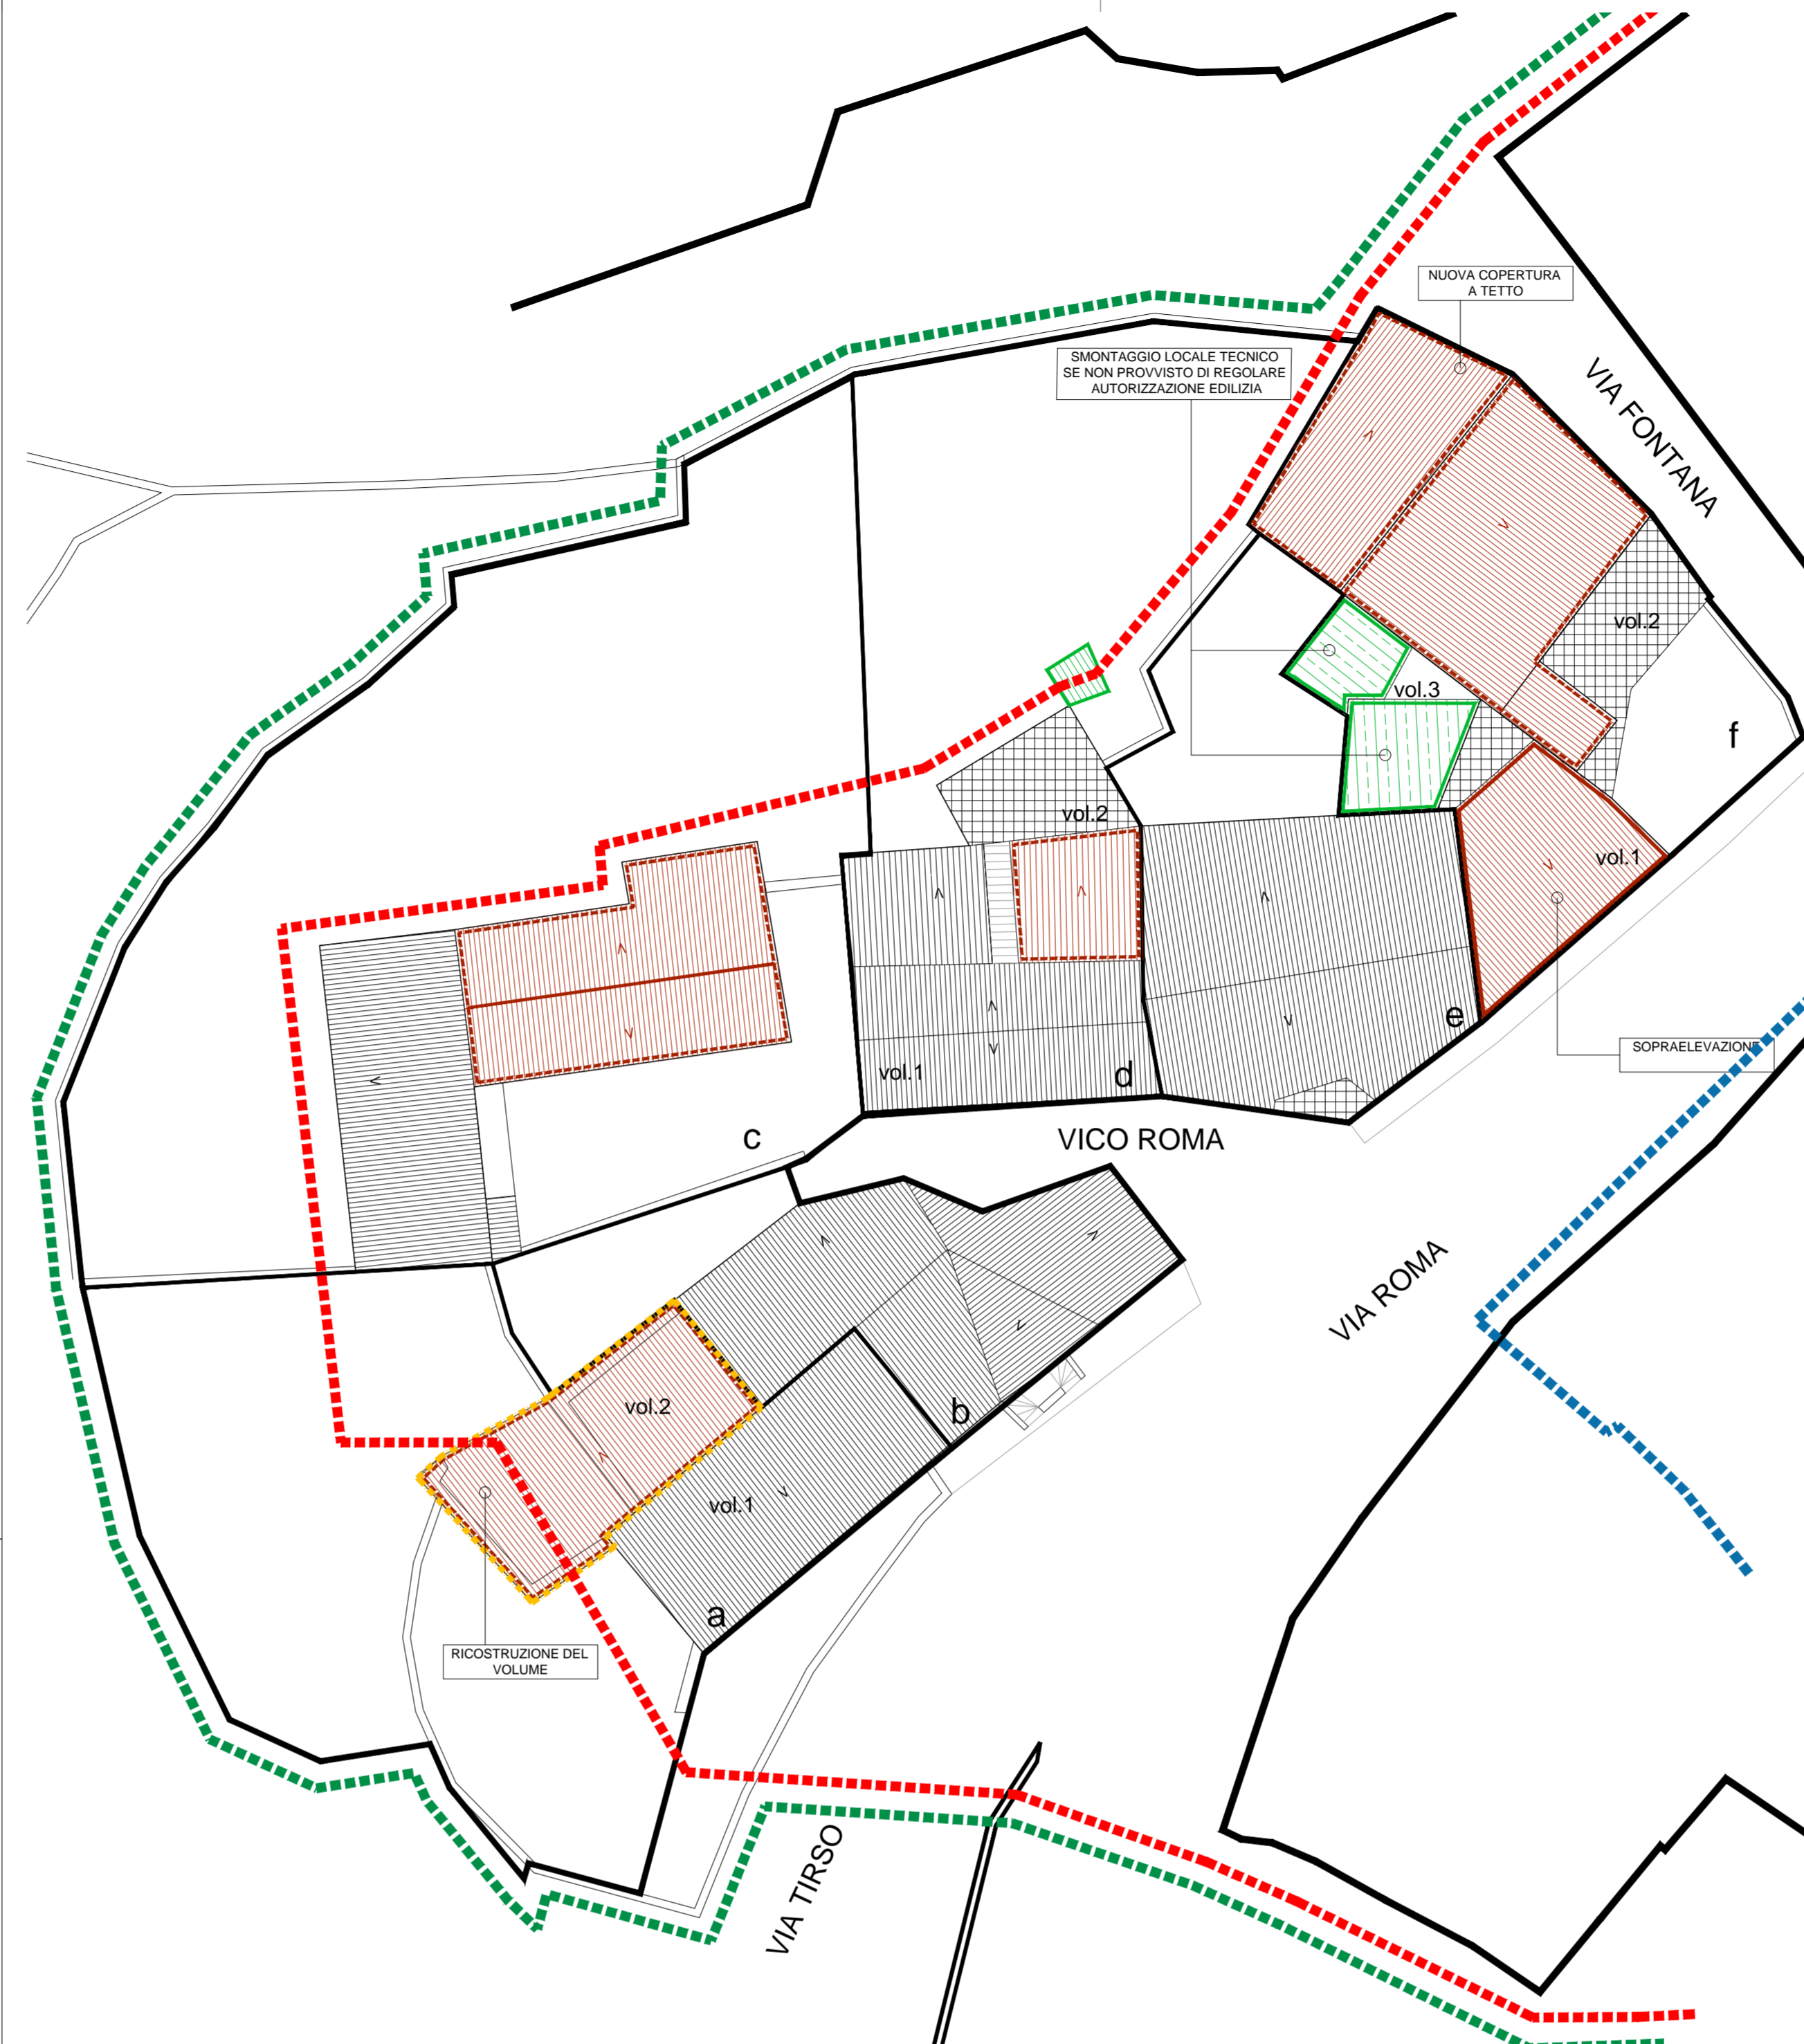 NUOVA COPERTURA
A TETTO
SMONTAGGIO LOCALE TECNICO
SE NON PROVVISTO DI REGOLARE
AUTORIZZAZIONE EDILIZIA
VIA FONTANA
vol.2
vol.3
f
vol.2
vol.1
e
SOPRAELEVAZIONE
vol.1
d
c
VICO ROMA
VIA ROMA
vol.2
b
vol.1
a
RICOSTRUZIONE DEL
VOLUME
VIA TIRSO